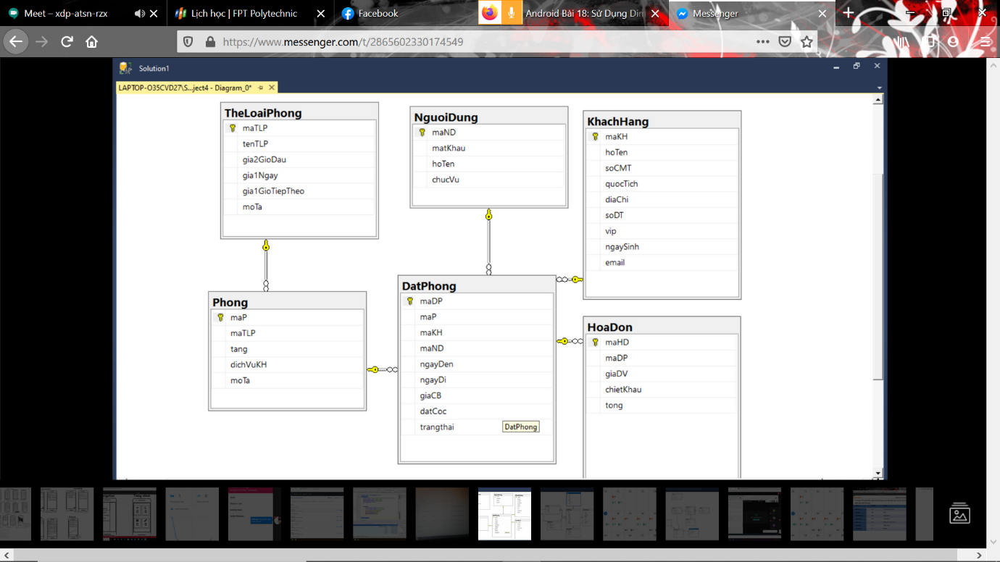 Meet – xdp-atsn-rzx
Lịch học | FPT Polytechnic
Facebook
Android Bài 18: Sử Dụng Din
Messenger
https://www.messenger.com/t/2865602330174549
Solution1
LAPTOP-O35CVD27\S...ject4 - Diagram_0*
TheLoaiPhong
maTLP
tenTLP
gia2GioDau
gia1Ngay
gia1GioTiepTheo
moTa
NguoiDung
maND
matKhau
hoTen
chucVu
KhachHang
maKH
hoTen
soCMT
quocTich
diaChi
soDT
vip
ngaySinh
email
Phong
maP
maTLP
tang
dichVuKH
moTa
DatPhong
maDP
maP
maKH
maND
ngayDen
ngayDi
giaCB
datCoc
trangthai
DatPhong
HoaDon
maHD
maDP
giaDV
chietKhau
tong